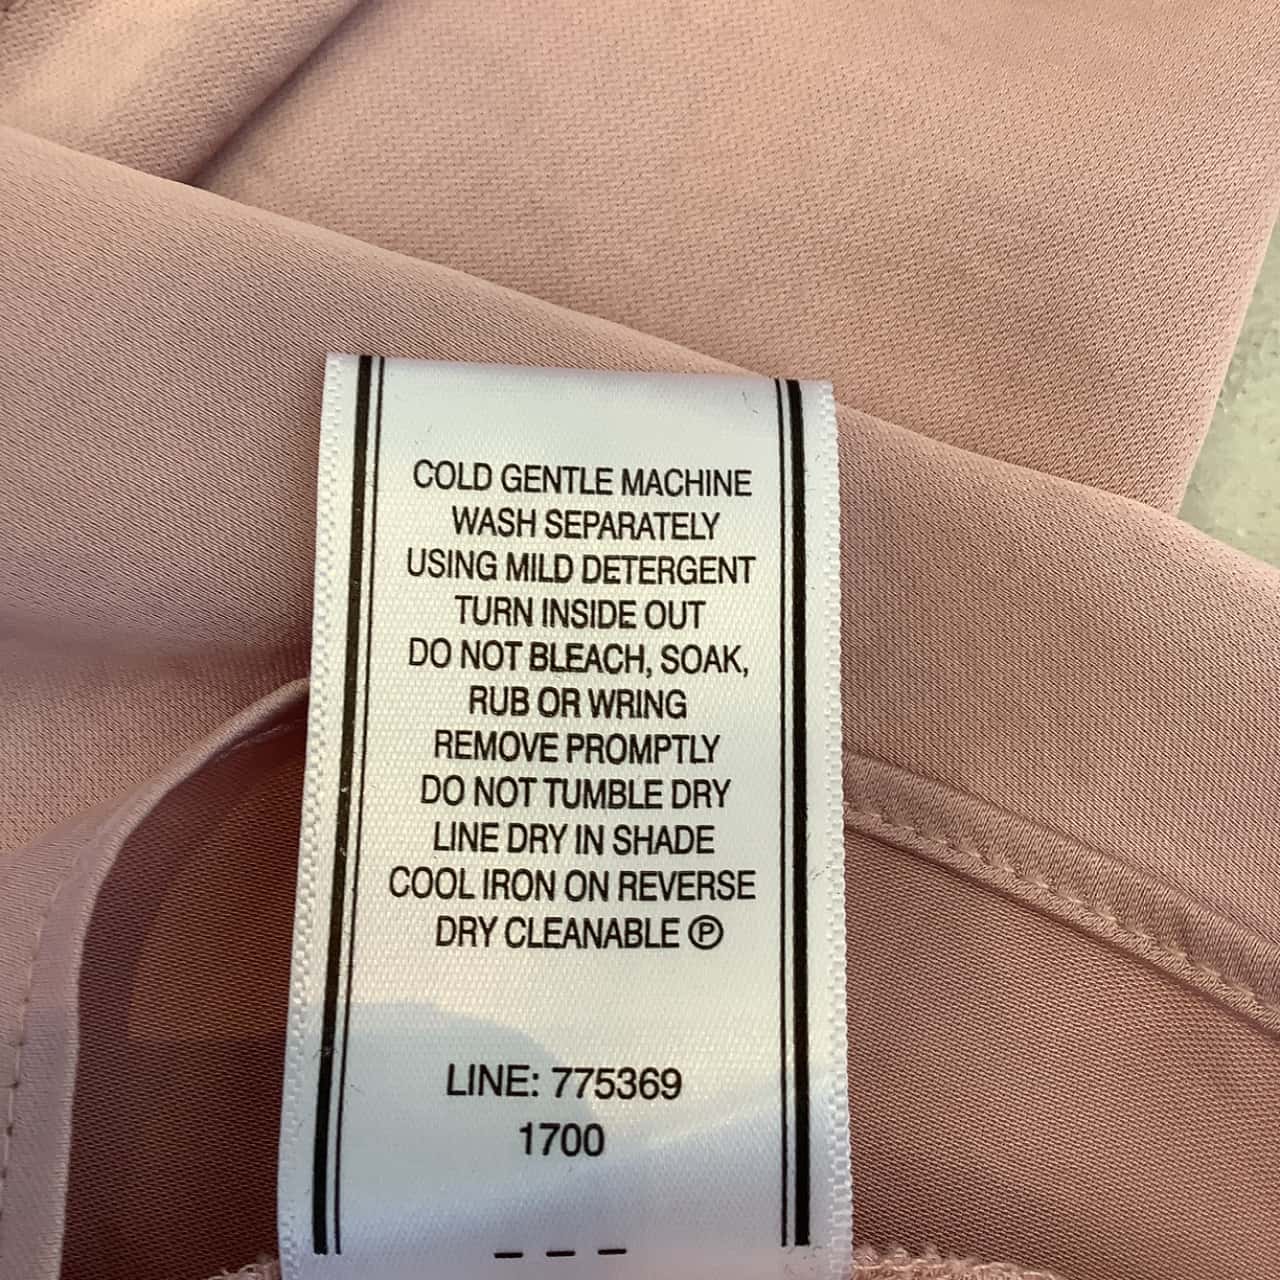 COLD GENTLE MACHINE
WASH SEPARATELY
USING MILD DETERGENT
TURN INSIDE OUT
DO NOT BLEACH, SOAK,
RUB OR WRING
REMOVE PROMPTLY
DO NOT TUMBLE DRY
LINE DRY IN SHADE
COOL IRON ON REVERSE
DRY CLEANABLE Ⓟ
LINE: 775369
1700
– – –